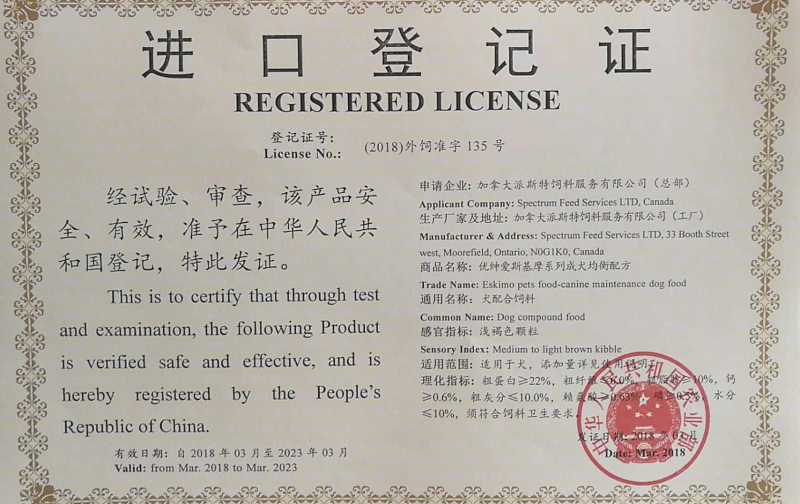 进口登记证
REGISTERED LICENSE
登记证号：
License No.: (2018)外饲准字 135 号
经试验、审查，该产品安
全、有效，准予在中华人民共
和国登记，特此发证。
This is to certify that through test
and examination, the following Product
is verified safe and effective, and is
hereby registered by the People's
Republic of China.
有效日期：自 2018 年 03 月至 2023 年 03 月
Valid: from Mar. 2018 to Mar. 2023
申请企业：加拿大派斯特饲料服务有限公司（总部）
Applicant Company: Spectrum Feed Services LTD, Canada
生产厂家及地址：加拿大派斯特饲料服务有限公司（工厂）
Manufacturer & Address: Spectrum Feed Services LTD, 33 Booth Street
west, Moorefield, Ontario, N0G1K0, Canada
商品名称：优绅爱斯基摩系列成犬均衡配方
Trade Name: Eskimo pets food-canine maintenance dog food
通用名称：犬配合饲料
Common Name: Dog compound food
感官指标：浅褐色颗粒
Sensory Index: Medium to light brown kibble
适用范围：适用于犬，添加量详见使用说明。
理化指标：粗蛋白≥22%，粗纤维≤6.0%，粗脂肪≥10%，钙
≥0.6%，粗灰分≤10.0%，赖氨酸≥0.63%，磷≥0.5%，水分
≤10%，须符合饲料卫生要求。
发证日期：2018 年 03 月
Date: Mar. 2018
中华人民共和国农业部